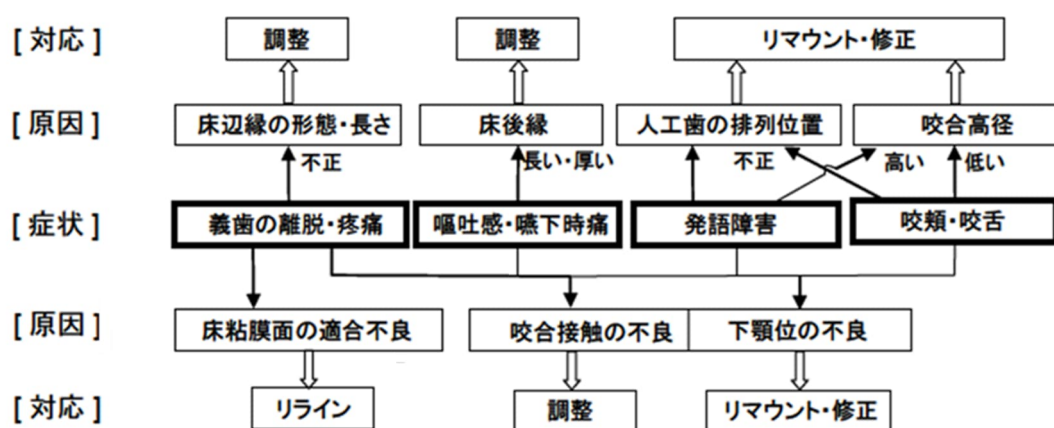 [ 対応 ] 調整 調整 リマウント・修正
[ 原因 ] 床辺縁の形態・長さ 床後縁 人工歯の排列位置 咬合高径
不正 長い・厚い 不正 高い 低い
[ 症状 ] 義歯の離脱・疼痛 嘔吐感・嚥下時痛 発語障害 咬頬・咬舌
[ 原因 ] 床粘膜面の適合不良 咬合接触の不良 下顎位の不良
[ 対応 ] リライン 調整 リマウント・修正